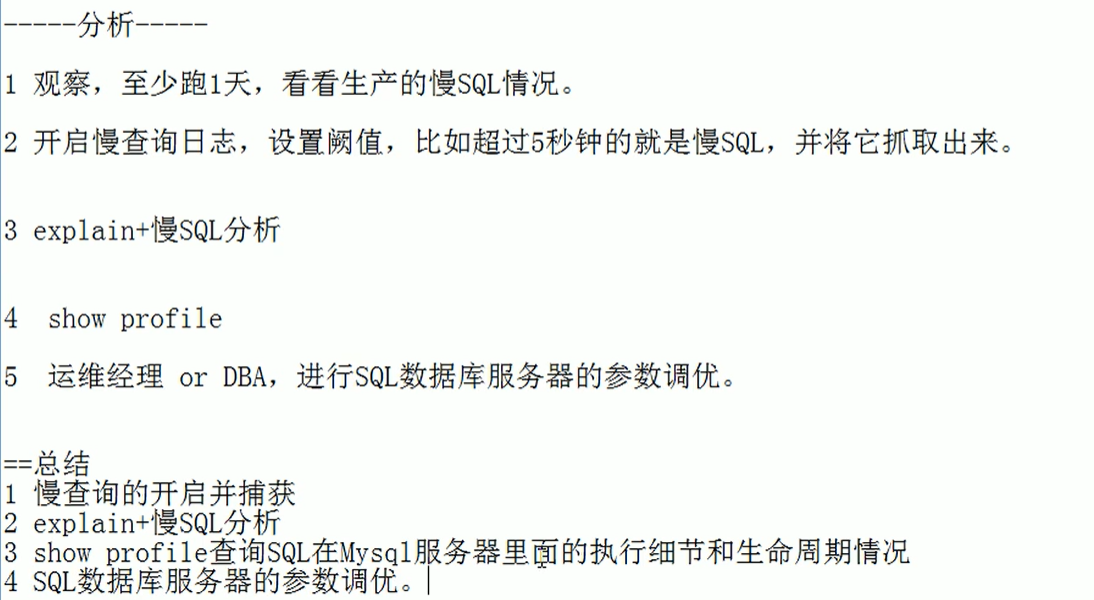 -----分析-----
1 观察，至少跑1天，看看生产的慢SQL情况。
2 开启慢查询日志，设置阙值，比如超过5秒钟的就是慢SQL，并将它抓取出来。
3 explain+慢SQL分析
4 show profile
5 运维经理 or DBA，进行SQL数据库服务器的参数调优。
==总结
1 慢查询的开启并捕获
2 explain+慢SQL分析
3 show profile查询SQL在Mysql服务器里面的执行细节和生命周期情况
4 SQL数据库服务器的参数调优。